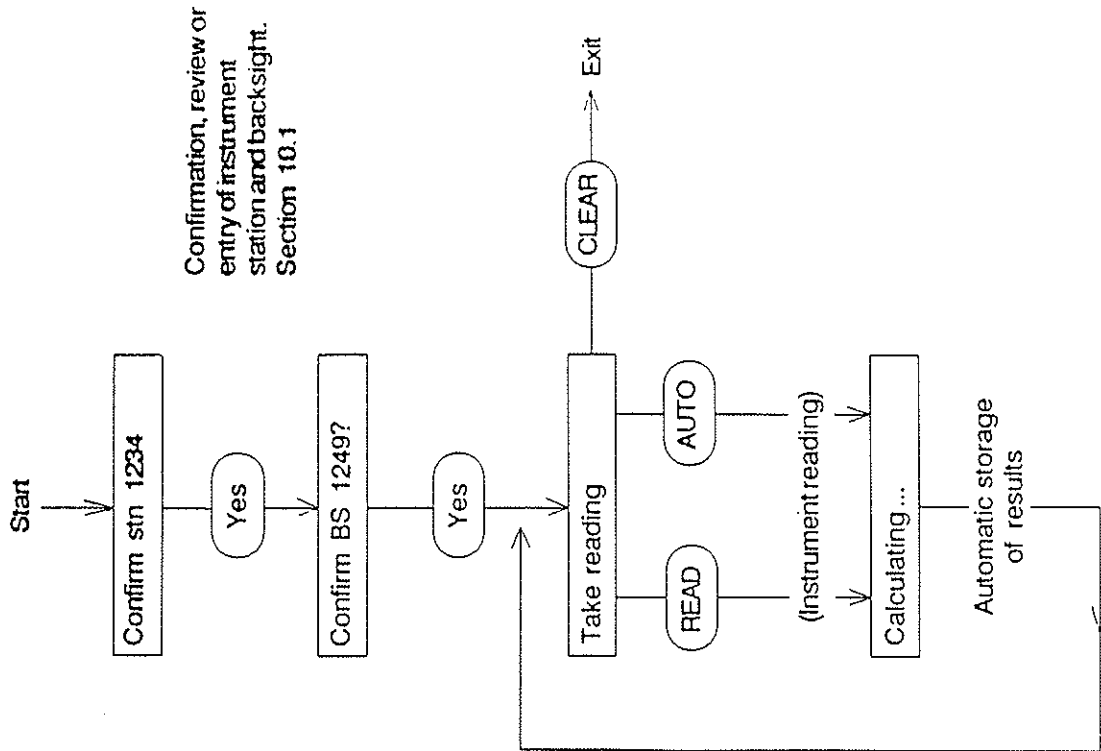 Start
Confirm stn 1234
Confirmation, review or
entry of instrument
station and backsight.
Section 10.1
Yes
Confirm BS 1249?
Yes
Take reading
CLEAR
Exit
READ
AUTO
(Instrument reading)
Calculating...
Automatic storage
of results